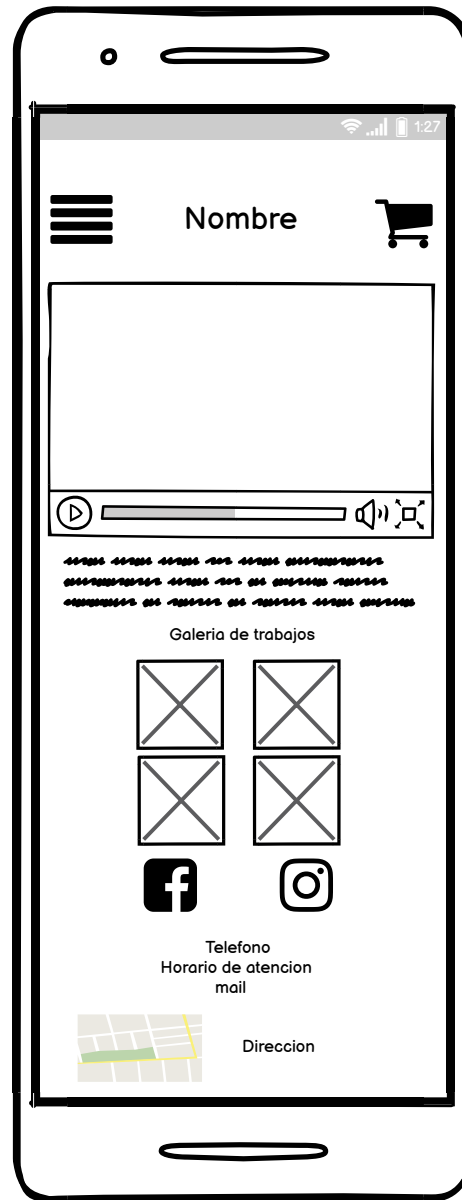 1:27
Nombre
Galeria de trabajos
Telefono
Horario de atencion
mail
Direccion